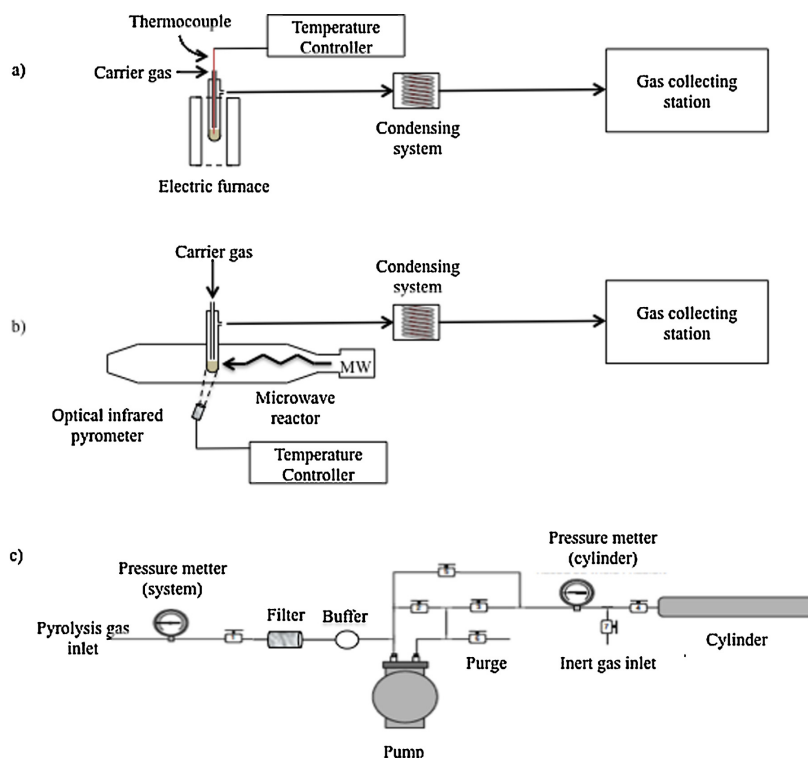 a)
Thermocouple
Temperature
Controller
Carrier gas
Condensing
system
Gas collecting
station
Electric furnace
b)
Carrier gas
Condensing
system
Gas collecting
station
MW
Microwave
reactor
Optical infrared
pyrometer
Temperature
Controller
c)
Pressure metter
(system)
Pyrolysis gas
inlet
Filter
Buffer
Pump
Purge
Pressure metter
(cylinder)
7
Inert gas inlet
Cylinder